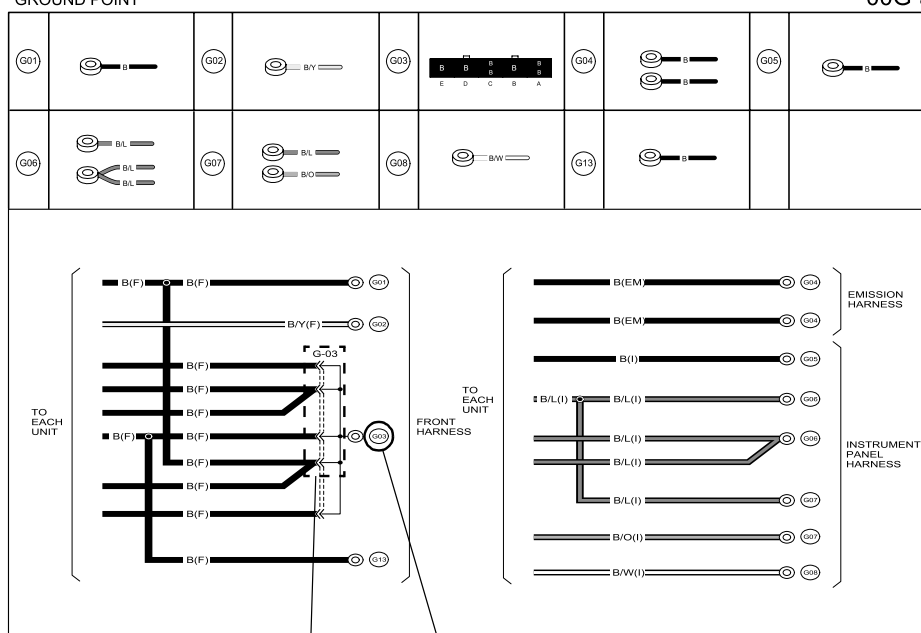 GROUND POINT
G01
B
G02
B/Y
G03
B B B B B
B B
E D C B A
G04
B
B
G05
B
G06
B/L
B/L
B/L
G07
B/L
B/O
G08
B/W
G13
B
TO
EACH
UNIT
B(F) B(F) G01
B/Y(F) G02
G-03
B(F)
B(F)
B(F)
B(F) B(F) G03
B(F)
B(F)
B(F)
B(F) G13
FRONT
HARNESS
TO
EACH
UNIT
B(EM) G04
B(EM) G04
EMISSION
HARNESS
B(I) G05
B/L(I) B/L(I) G06
B/L(I) G06
B/L(I)
B/L(I) G07
B/O(I) G07
B/W(I) G08
INSTRUMENT
PANEL
HARNESS